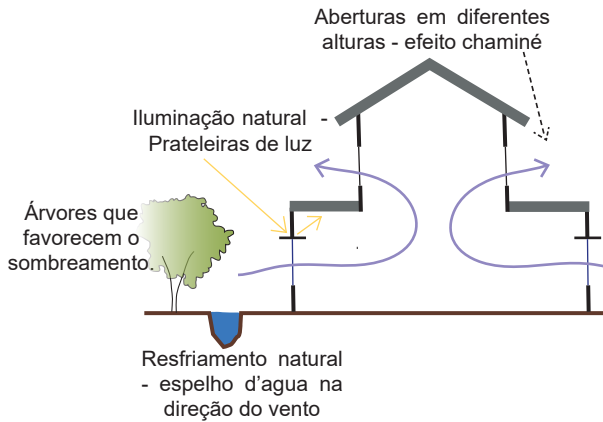 Aberturas em diferentes
alturas - efeito chaminé
Iluminação natural -
Prateleiras de luz
Árvores que
favorecem o
sombreamento.
Resfriamento natural
- espelho d'agua na
direção do vento